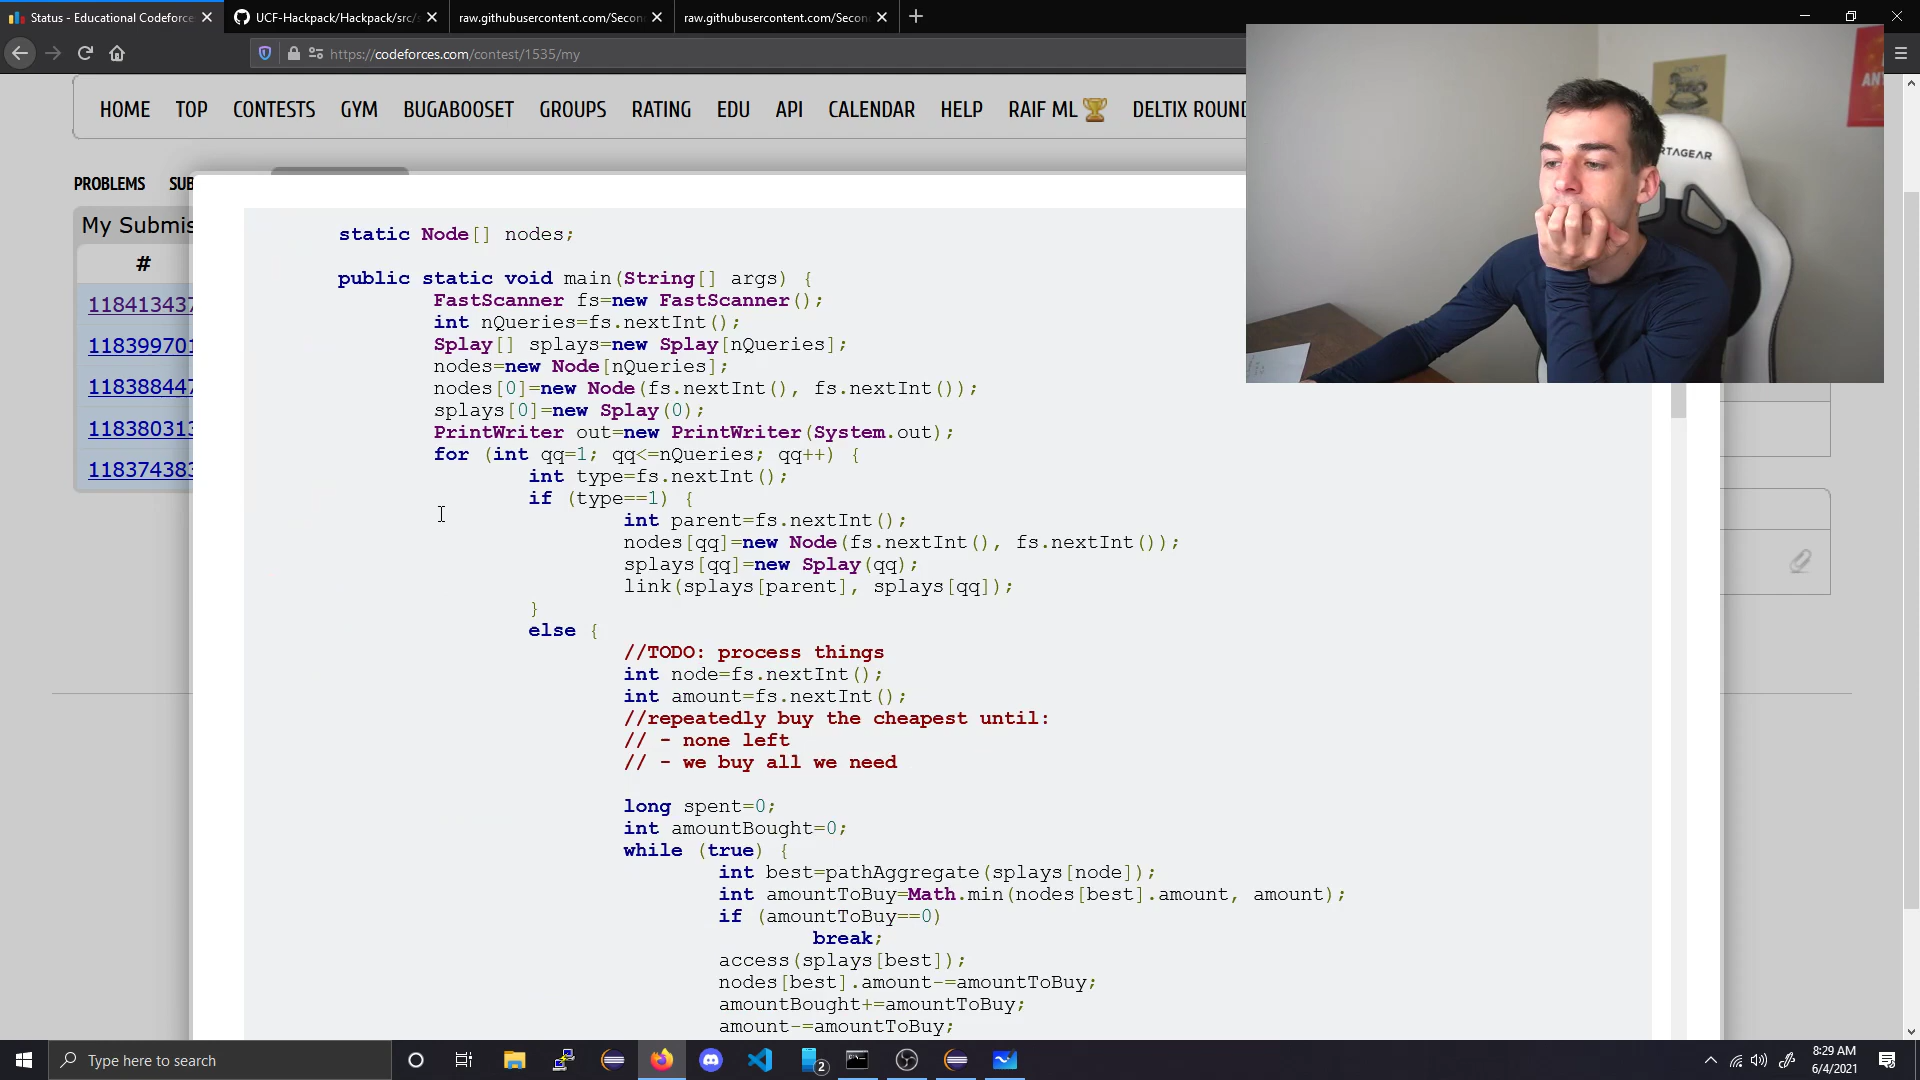 Status - Educational Codeforce
UCF-Hackpack/Hackpack/src/s
raw.githubusercontent.com/Secon
raw.githubusercontent.com/Secon
https://codeforces.com/contest/1535/my
HOME TOP CONTESTS GYM BUGABOOSET GROUPS RATING EDU API CALENDAR HELP RAIF ML DELTIX ROUND
RTAGEAR
PROBLEMS SUB
My Submis
#
118413437
118399701
118388447
118380313
118374383
static Node[] nodes;
public static void main(String[] args) {
FastScanner fs=new FastScanner();
int nQueries=fs.nextInt();
Splay[] splays=new Splay[nQueries];
nodes=new Node[nQueries];
nodes[0]=new Node(fs.nextInt(), fs.nextInt());
splays[0]=new Splay(0);
PrintWriter out=new PrintWriter(System.out);
for (int qq=1; qq<=nQueries; qq++) {
int type=fs.nextInt();
if (type==1) {
int parent=fs.nextInt();
nodes[qq]=new Node(fs.nextInt(), fs.nextInt());
splays[qq]=new Splay(qq);
link(splays[parent], splays[qq]);
}
else {
//TODO: process things
int node=fs.nextInt();
int amount=fs.nextInt();
//repeatedly buy the cheapest until:
// - none left
// - we buy all we need
long spent=0;
int amountBought=0;
while (true) {
int best=pathAggregate(splays[node]);
int amountToBuy=Math.min(nodes[best].amount, amount);
if (amountToBuy==0)
break;
access(splays[best]);
nodes[best].amount-=amountToBuy;
amountBought+=amountToBuy;
amount-=amountToBuy;
Type here to search
2
8:29 AM
6/4/2021